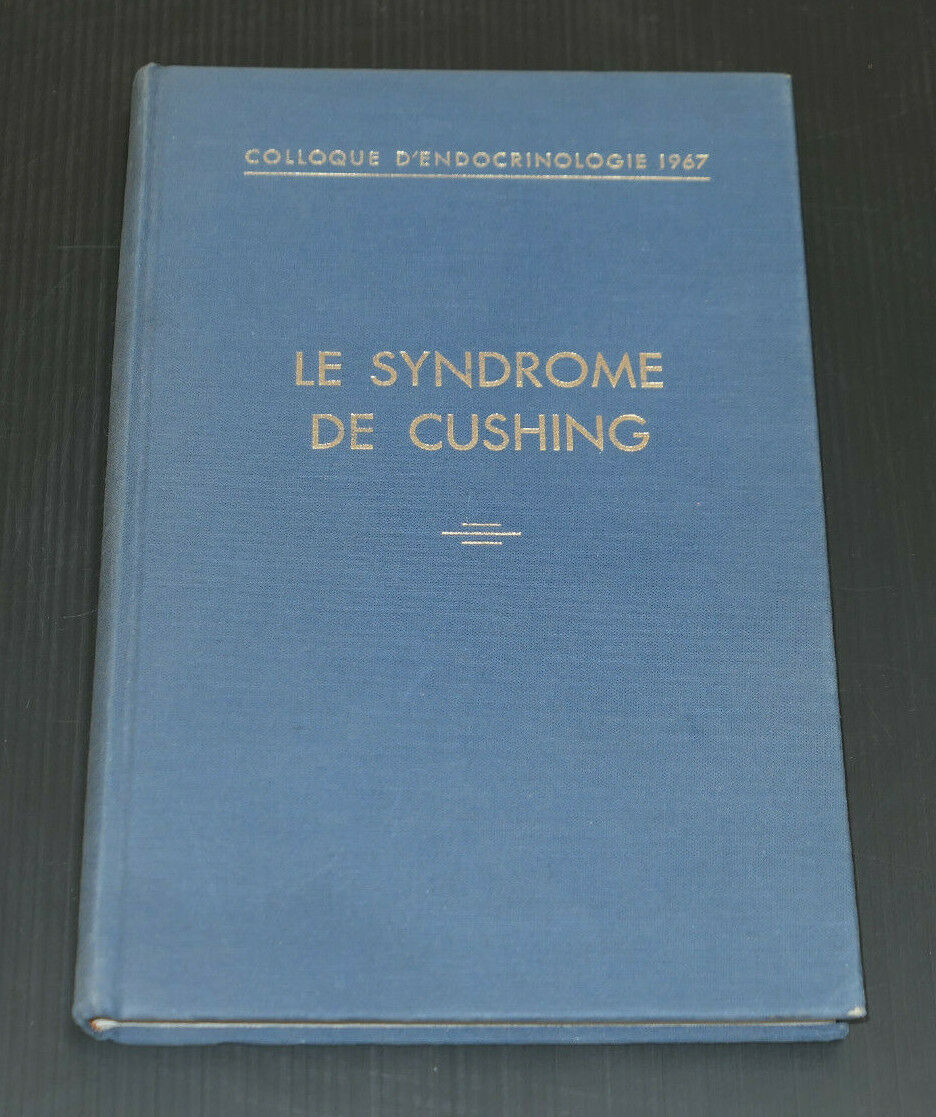 COLLOQUE D'ENDOCRINOLOGIE 1967
LE SYNDROME
DE CUSHING